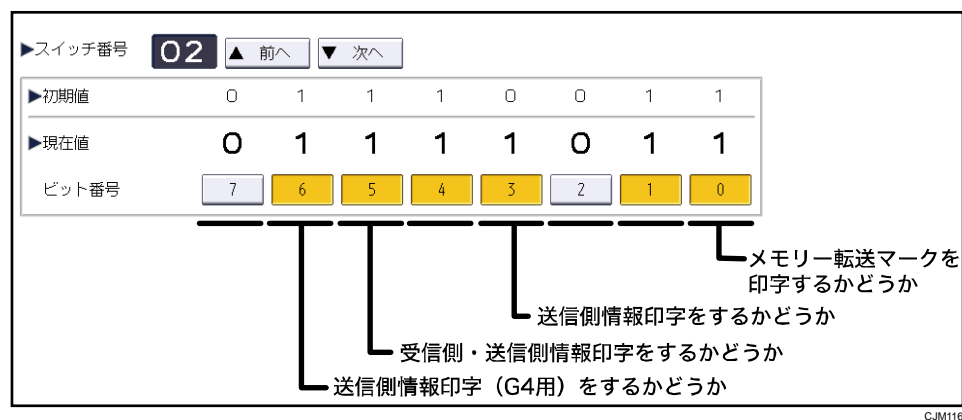 ▶スイッチ番号 02 ▲ 前へ ▼ 次へ
▶初期値 0 1 1 1 0 0 1 1
▶現在値 0 1 1 1 1 0 1 1
ビット番号 7 6 5 4 3 2 1 0
メモリー転送マークを
印字するかどうか
送信側情報印字をするかどうか
受信側・送信側情報印字をするかどうか
送信側情報印字（G4用）をするかどうか
CJM116